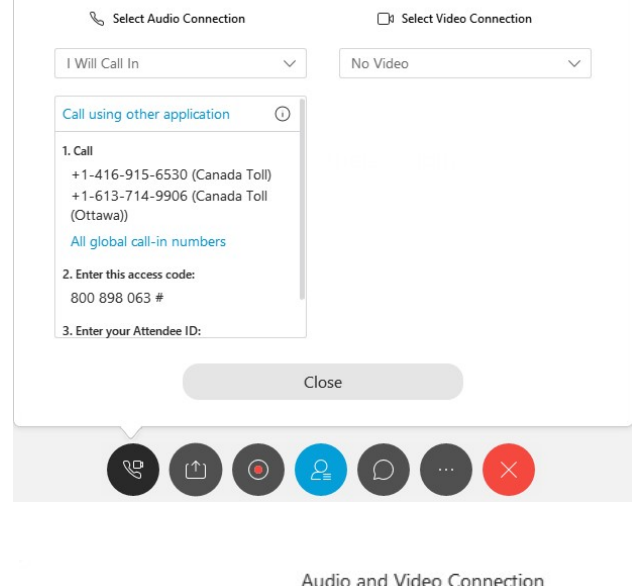 Select Audio Connection
Select Video Connection
I Will Call In
No Video
Call using other application
1. Call
+1-416-915-6530 (Canada Toll)
+1-613-714-9906 (Canada Toll
(Ottawa))
All global call-in numbers
2. Enter this access code:
800 898 063 #
3. Enter your Attendee ID:
Close
Audio and Video Connection